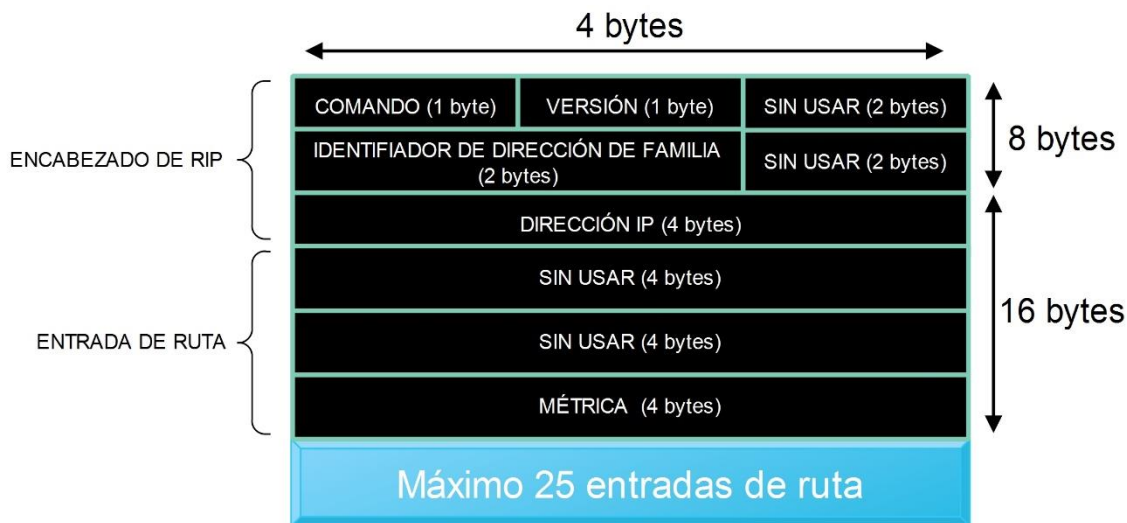 4 bytes
COMANDO (1 byte) VERSIÓN (1 byte) SIN USAR (2 bytes)
8 bytes
ENCABEZADO DE RIP
IDENTIFIADOR DE DIRECCIÓN DE FAMILIA
(2 bytes)
SIN USAR (2 bytes)
DIRECCIÓN IP (4 bytes)
SIN USAR (4 bytes)
16 bytes
ENTRADA DE RUTA
SIN USAR (4 bytes)
MÉTRICA (4 bytes)
Máximo 25 entradas de ruta